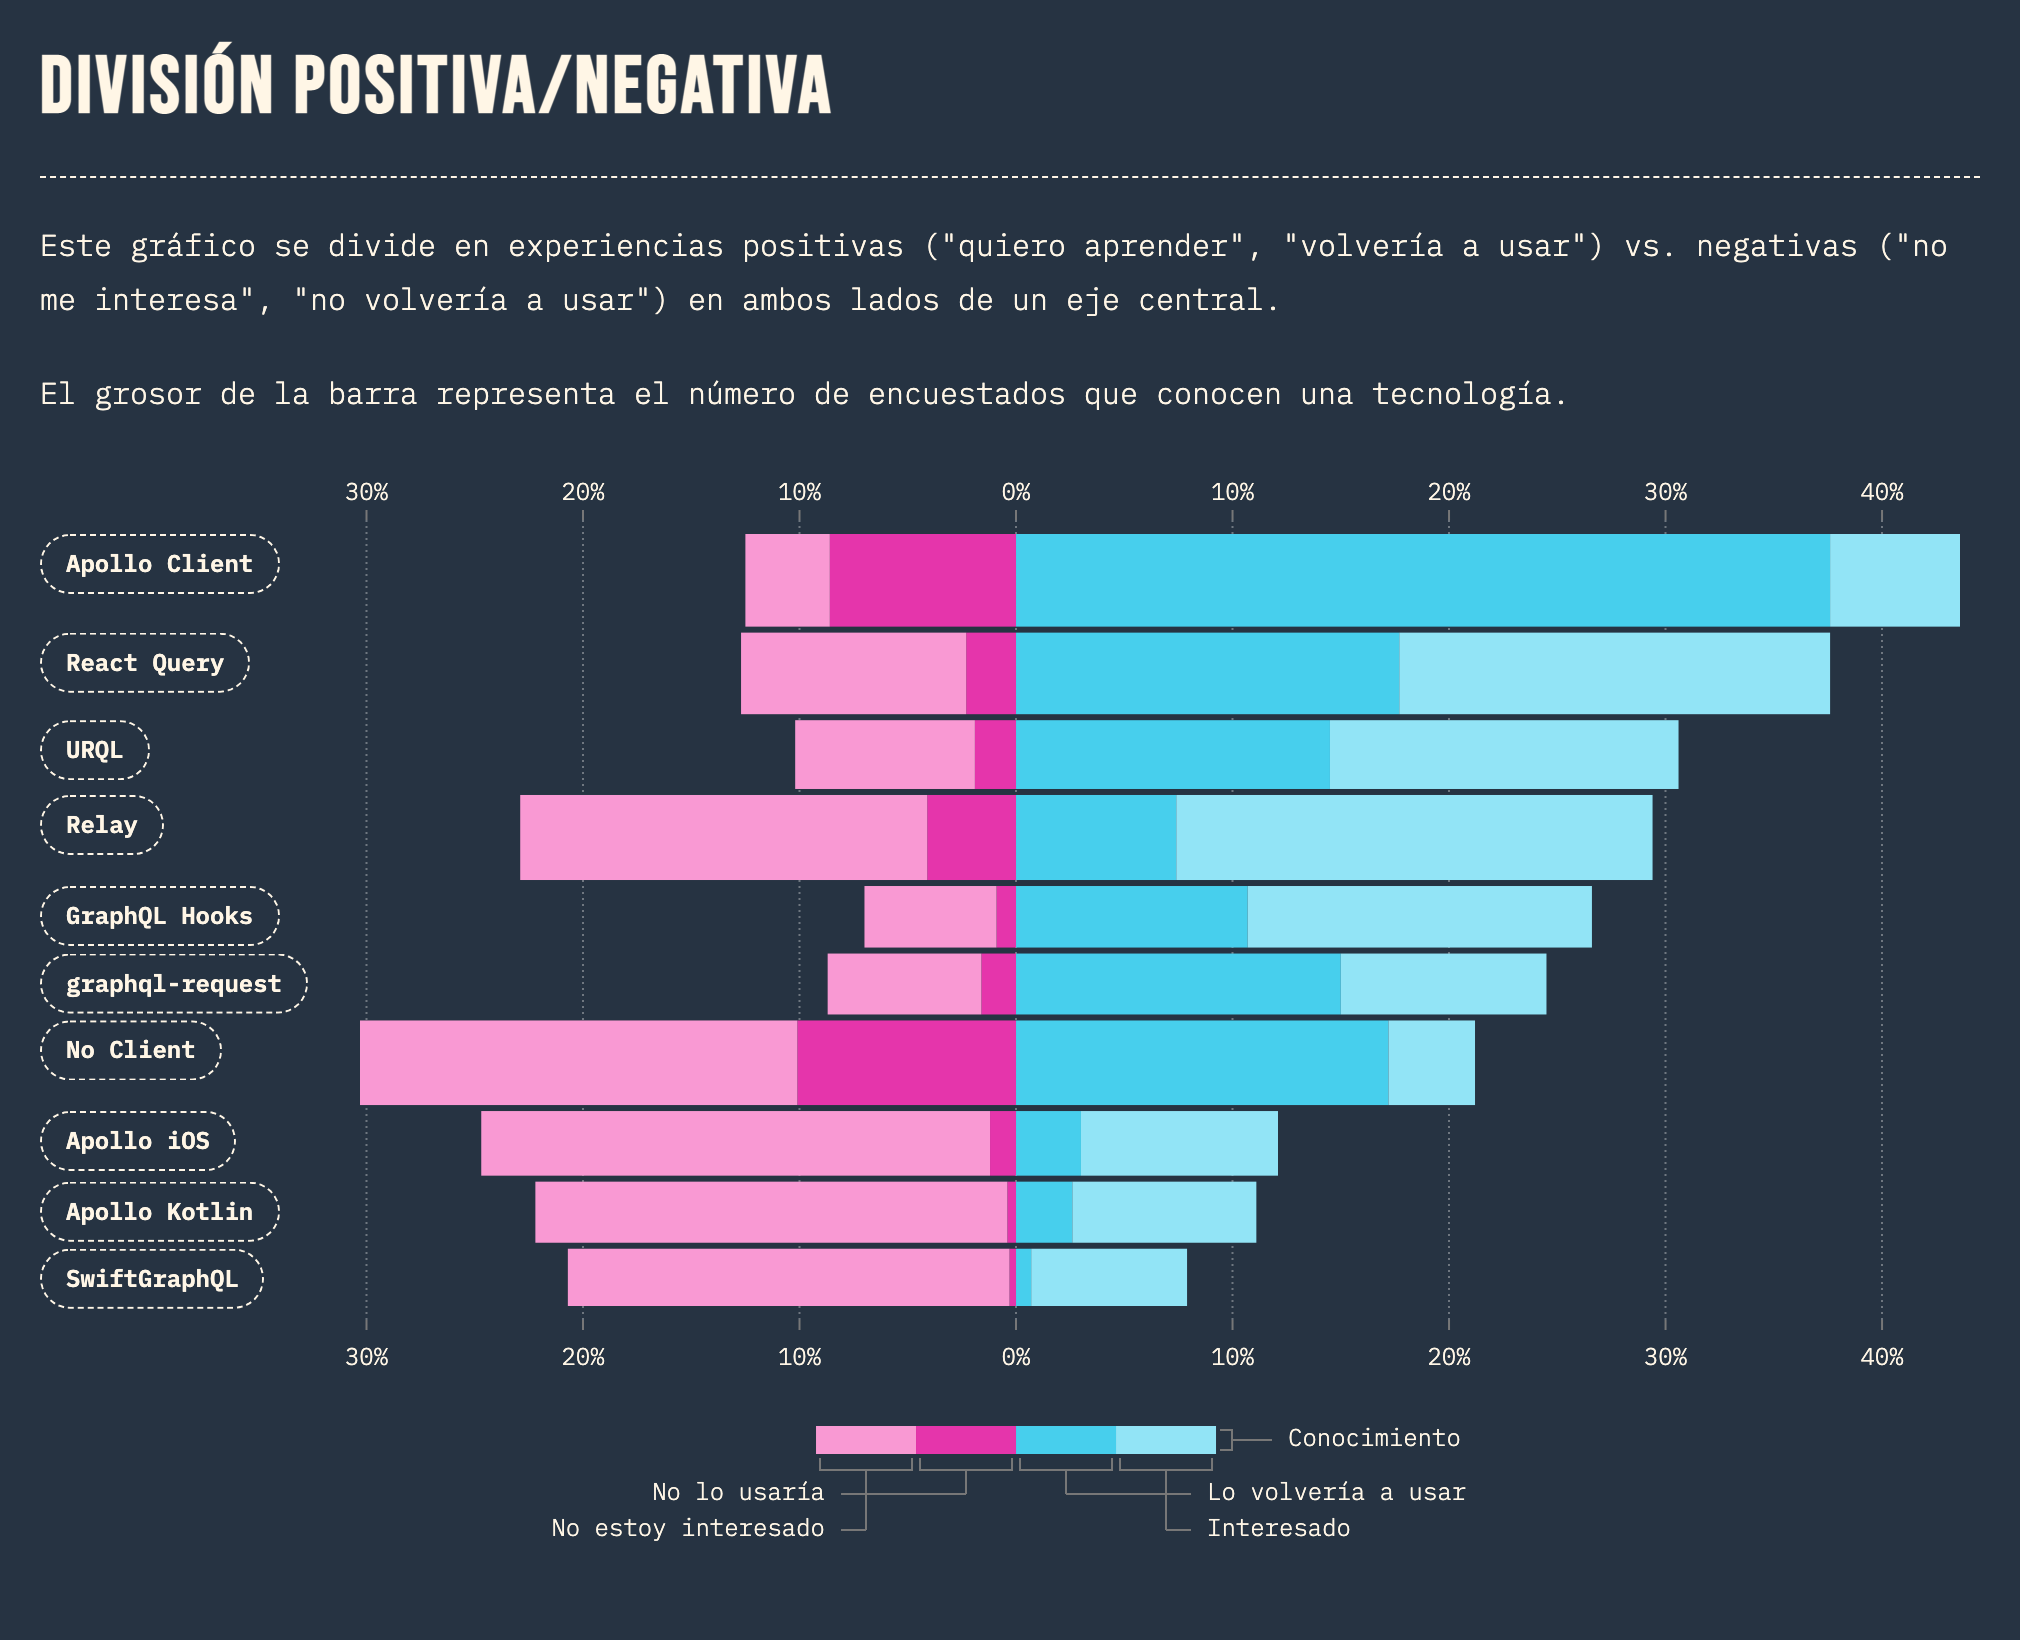 DIVISIÓN POSITIVA/NEGATIVA
Este gráfico se divide en experiencias positivas ("quiero aprender", "volvería a usar") vs. negativas ("no
me interesa", "no volvería a usar") en ambos lados de un eje central.
El grosor de la barra representa el número de encuestados que conocen una tecnología.
30% 20% 10% 0% 10% 20% 30% 40%
Apollo Client
React Query
URQL
Relay
GraphQL Hooks
graphql-request
No Client
Apollo iOS
Apollo Kotlin
SwiftGraphQL
30% 20% 10% 0% 10% 20% 30% 40%
Conocimiento
No lo usaría Lo volvería a usar
No estoy interesado Interesado